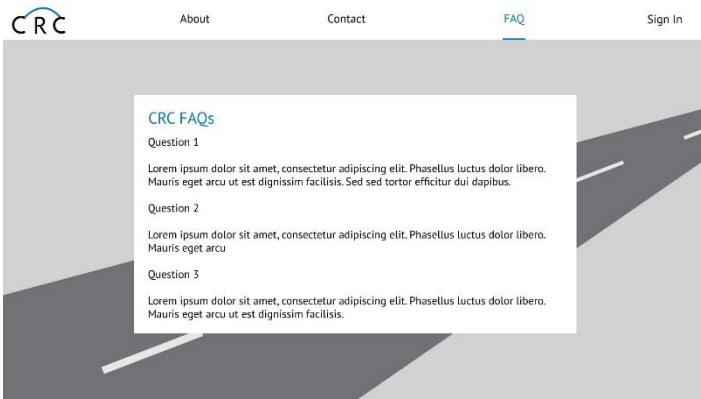 CRC
About
Contact
FAQ
Sign In
CRC FAQs
Question 1
Lorem ipsum dolor sit amet, consectetur adipiscing elit. Phasellus luctus dolor libero.
Mauris eget arcu ut est dignissim facilisis. Sed sed tortor efficitur dui dapibus.
Question 2
Lorem ipsum dolor sit amet, consectetur adipiscing elit. Phasellus luctus dolor libero.
Mauris eget arcu
Question 3
Lorem ipsum dolor sit amet, consectetur adipiscing elit. Phasellus luctus dolor libero.
Mauris eget arcu ut est dignissim facilisis.